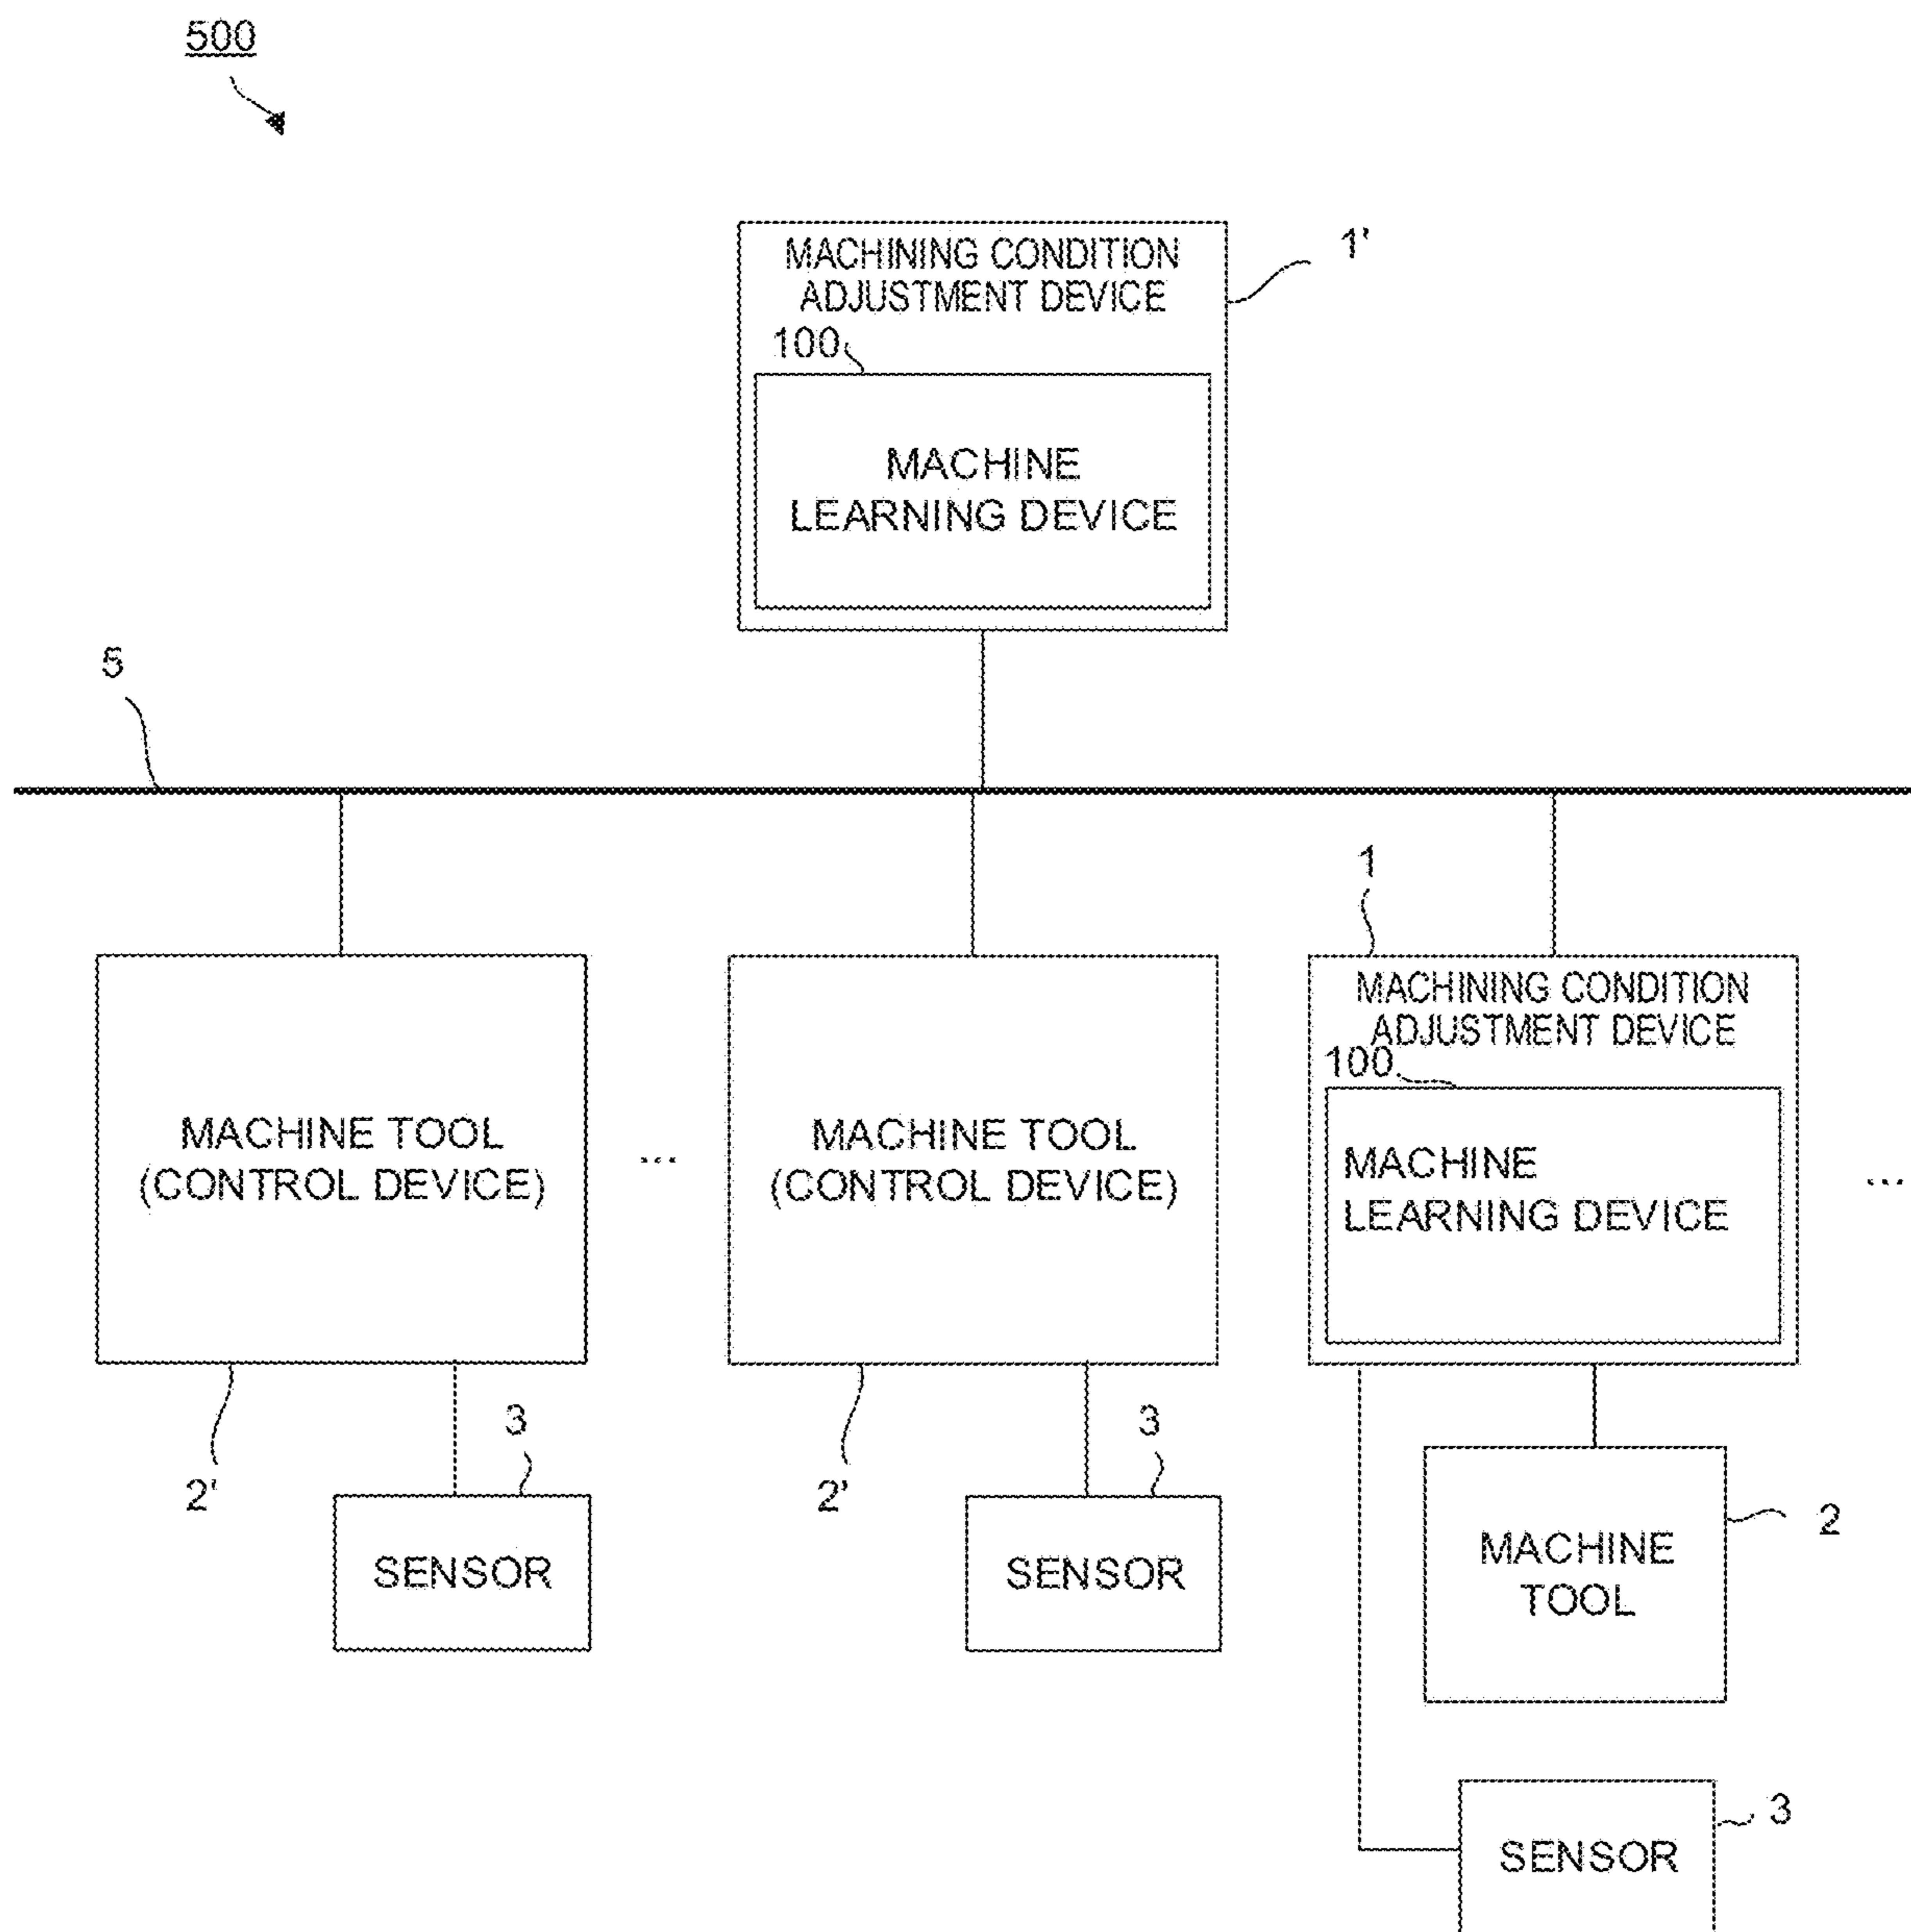 500
MACHINING CONDITION
ADJUSTMENT DEVICE
1'
100
MACHINE
LEARNING DEVICE
5
1
MACHINE TOOL
(CONTROL DEVICE)
...
MACHINE TOOL
(CONTROL DEVICE)
MACHINING CONDITION
ADJUSTMENT DEVICE
100
MACHINE
LEARNING DEVICE
...
2'
3
SENSOR
2'
3
SENSOR
MACHINE
TOOL
2
SENSOR
3